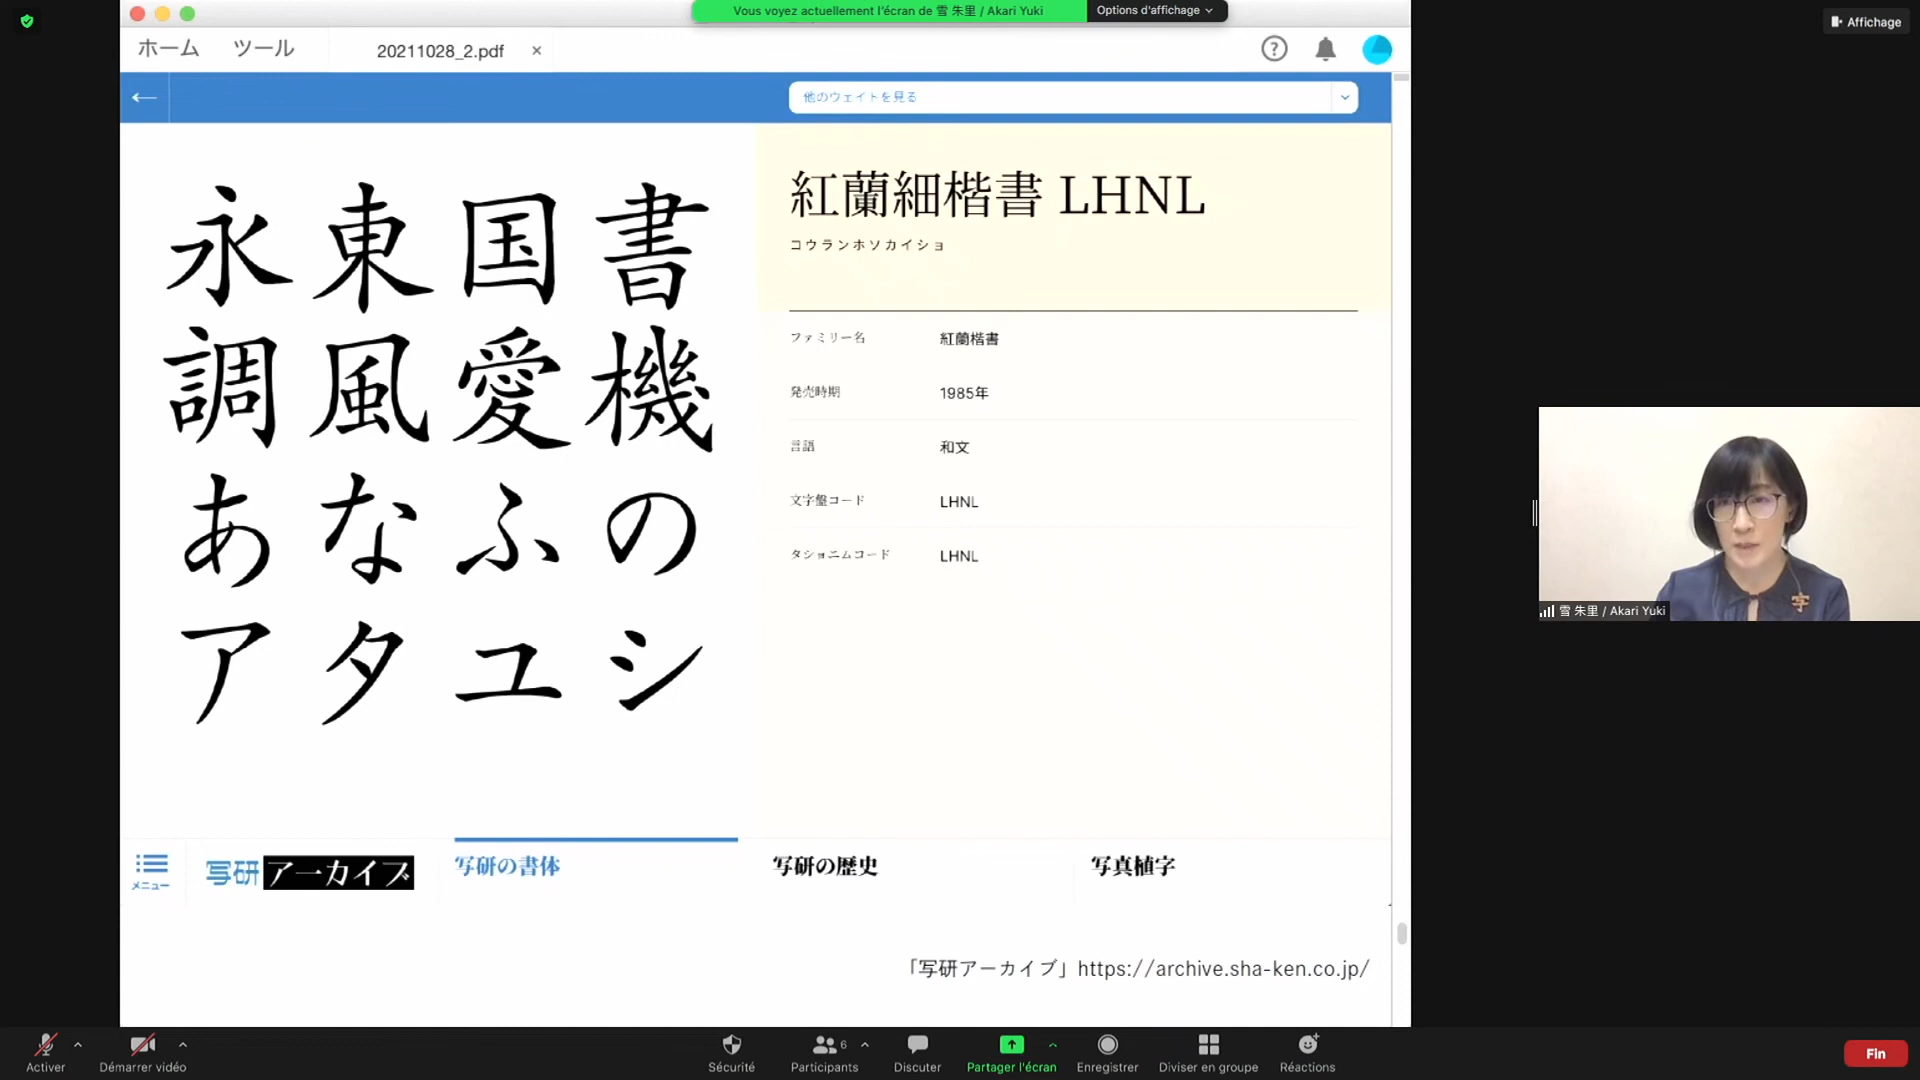 Vous voyez actuellement l'écran de 雪 朱里 / Akari Yuki
Options d'affichage
Affichage
ホーム ツール 20211028_2.pdf ×
他のウェイトを見る
永東国書
調風愛機
あなふの
アタユシ
紅蘭細楷書 LHNL
コウランホソカイショ
ファミリー名 紅蘭楷書
発売時期 1985年
言語 和文
文字盤コード LHNL
タショニムコード LHNL
メニュー
写研アーカイブ
写研の書体
写研の歴史
写真植字
「写研アーカイブ」https://archive.sha-ken.co.jp/
雪 朱里 / Akari Yuki
Activer
Démarrer vidéo
Sécurité
Participants 6
Discuter
Partager l'écran
Enregistrer
Diviser en groupe
Réactions
Fin